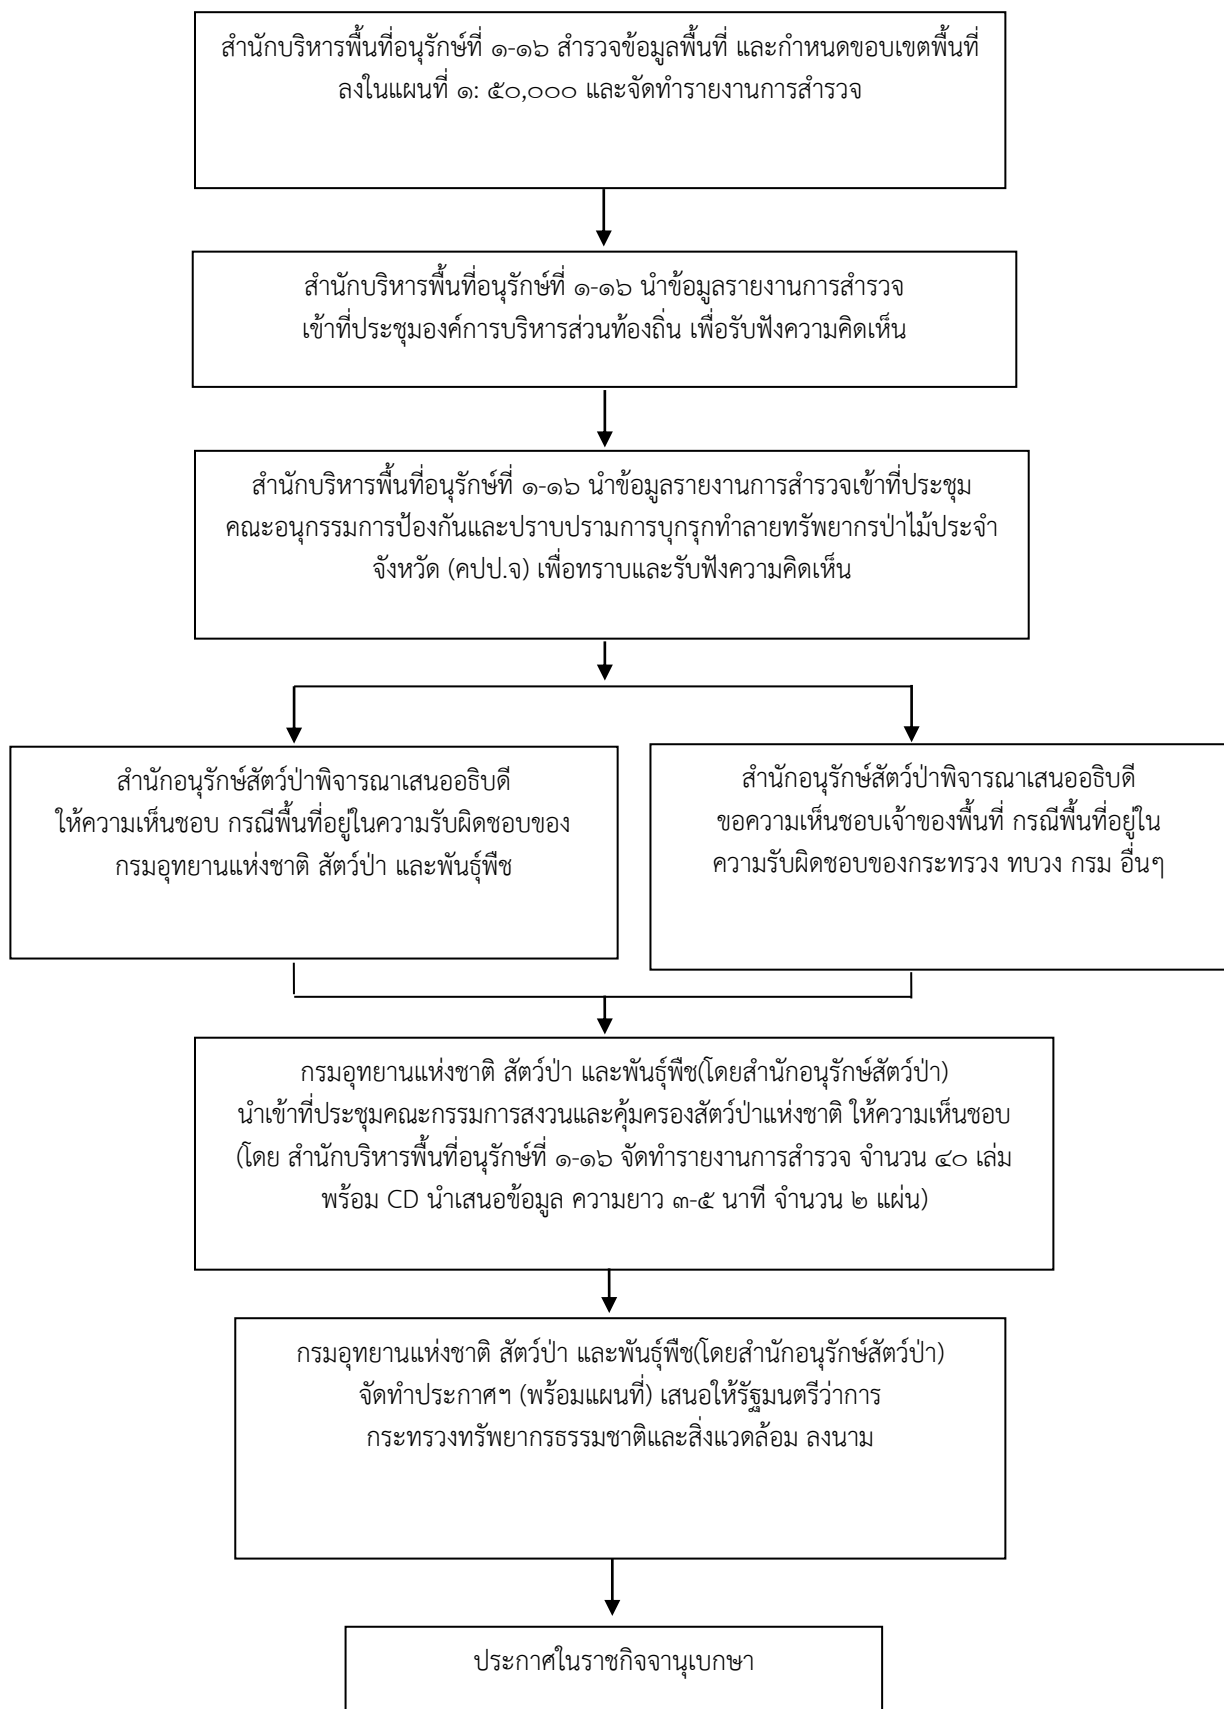 สำนักบริหารพื้นที่อนุรักษ์ที่ ๑-๑๖ สำรวจข้อมูลพื้นที่ และกำหนดขอบเขตพื้นที่
ลงในแผนที่ ๑: ๕๐,๐๐๐ และจัดทำรายงานการสำรวจ
สำนักบริหารพื้นที่อนุรักษ์ที่ ๑-๑๖ นำข้อมูลรายงานการสำรวจ
เข้าที่ประชุมองค์การบริหารส่วนท้องถิ่น เพื่อรับฟังความคิดเห็น
สำนักบริหารพื้นที่อนุรักษ์ที่ ๑-๑๖ นำข้อมูลรายงานการสำรวจเข้าที่ประชุม
คณะอนุกรรมการป้องกันและปราบปรามการบุกรุกทำลายทรัพยากรป่าไม้ประจำ
จังหวัด (คปป.จ) เพื่อทราบและรับฟังความคิดเห็น
สำนักอนุรักษ์สัตว์ป่าพิจารณาเสนออธิบดี
ให้ความเห็นชอบ กรณีพื้นที่อยู่ในความรับผิดชอบของ
กรมอุทยานแห่งชาติ สัตว์ป่า และพันธุ์พืช
สำนักอนุรักษ์สัตว์ป่าพิจารณาเสนออธิบดี
ขอความเห็นชอบเจ้าของพื้นที่ กรณีพื้นที่อยู่ใน
ความรับผิดชอบของกระทรวง ทบวง กรม อื่นๆ
กรมอุทยานแห่งชาติ สัตว์ป่า และพันธุ์พืช(โดยสำนักอนุรักษ์สัตว์ป่า)
นำเข้าที่ประชุมคณะกรรมการสงวนและคุ้มครองสัตว์ป่าแห่งชาติ ให้ความเห็นชอบ
(โดย สำนักบริหารพื้นที่อนุรักษ์ที่ ๑-๑๖ จัดทำรายงานการสำรวจ จำนวน ๔๐ เล่ม
พร้อม CD นำเสนอข้อมูล ความยาว ๓-๕ นาที จำนวน ๒ แผ่น)
กรมอุทยานแห่งชาติ สัตว์ป่า และพันธุ์พืช(โดยสำนักอนุรักษ์สัตว์ป่า)
จัดทำประกาศฯ (พร้อมแผนที่) เสนอให้รัฐมนตรีว่าการ
กระทรวงทรัพยากรธรรมชาติและสิ่งแวดล้อม ลงนาม
ประกาศในราชกิจจานุเบกษา